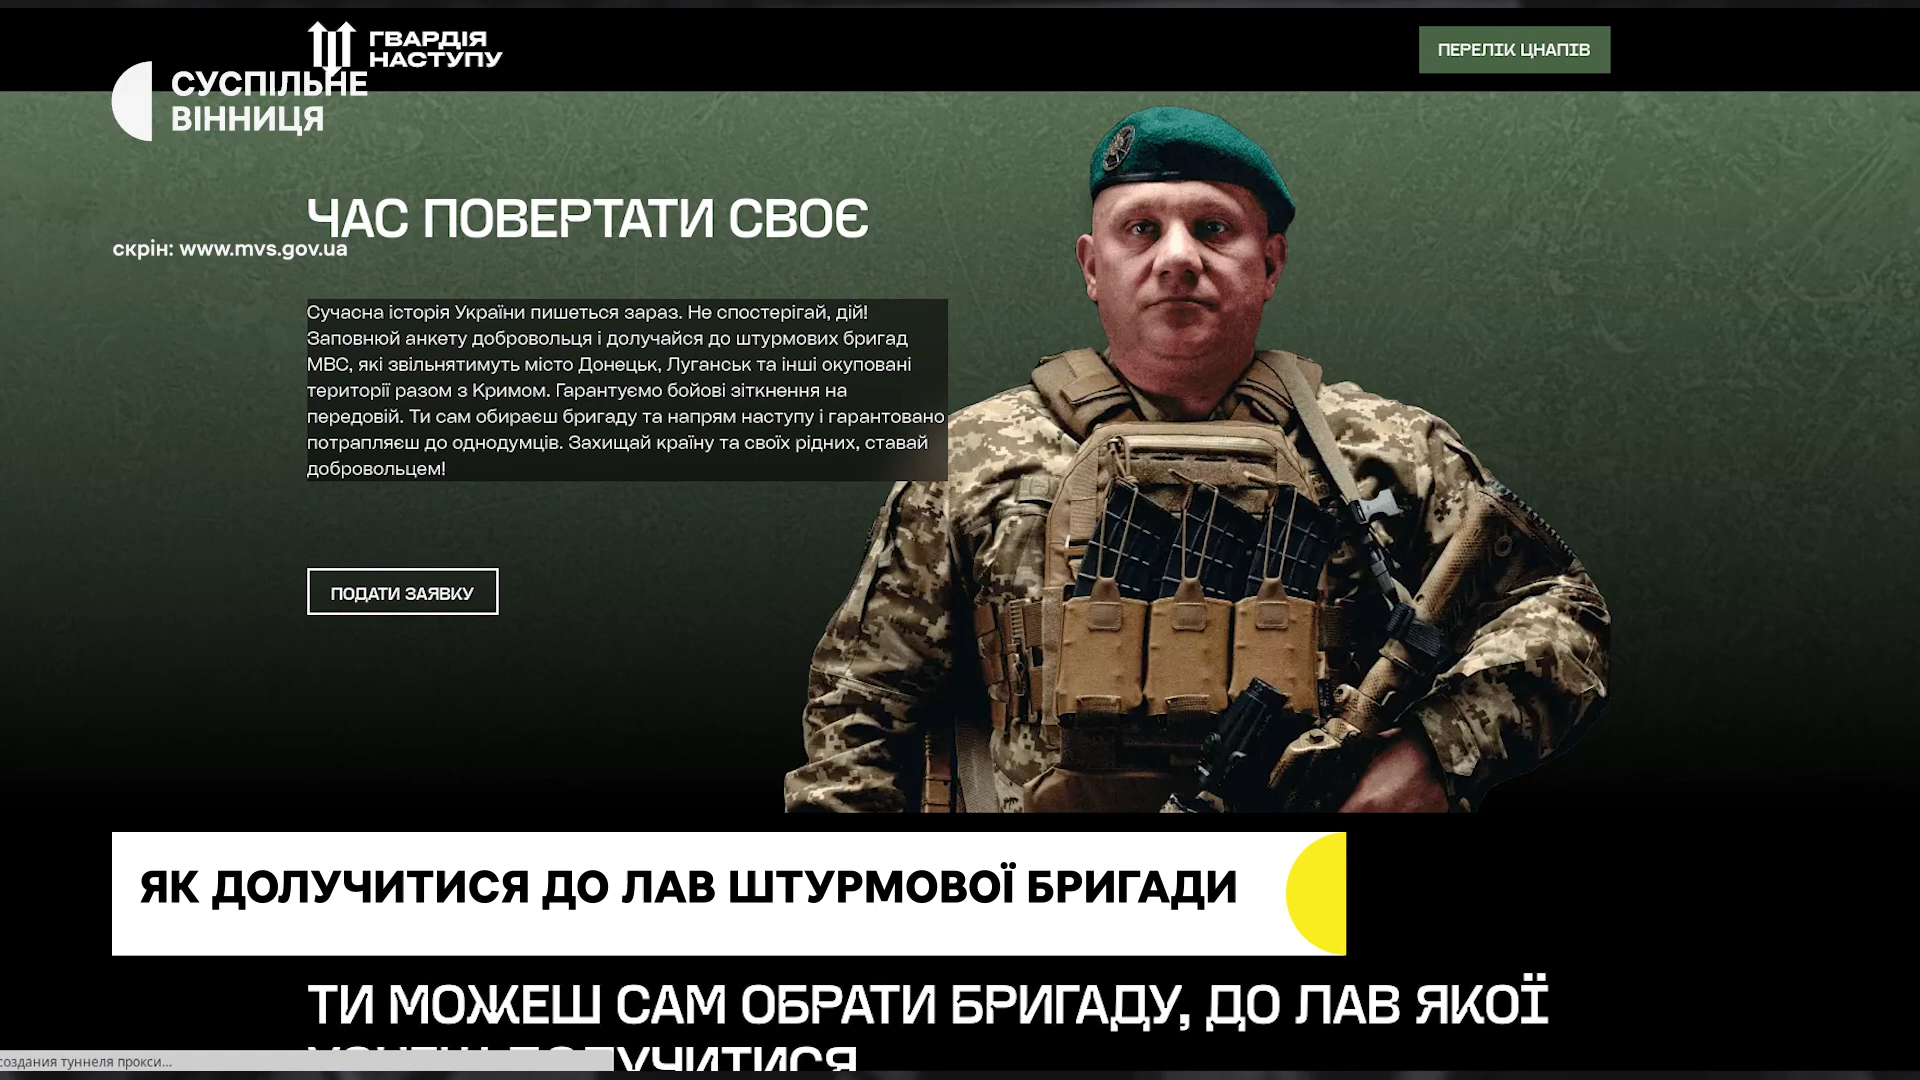 ГВАРДІЯ
НАСТУПУ
ПЕРЕЛІК ЦНАПІВ
СУСПІЛЬНЕ
ВІННИЦЯ
ЧАС ПОВЕРТАТИ СВОЄ
скрін: www.mvs.gov.ua
Сучасна історія України пишеться зараз. Не спостерігай, дій!
Заповнюй анкету добровольця і долучайся до штурмових бригад
МВС, які звільнятимуть місто Донецьк, Луганськ та інші окуповані
території разом з Кримом. Гарантуємо бойові зіткнення на
передовій. Ти сам обираєш бригаду та напрям наступу і гарантовано
потрапляєш до однодумців. Захищай країну та своїх рідних, ставай
добровольцем!
ПОДАТИ ЗАЯВКУ
ЯК ДОЛУЧИТИСЯ ДО ЛАВ ШТУРМОВОЇ БРИГАДИ
ТИ МОЖЕШ САМ ОБРАТИ БРИГАДУ, ДО ЛАВ ЯКОЇ
ХОЧЕШ ДОЛУЧИТИСЯ
создания туннеля прокси...